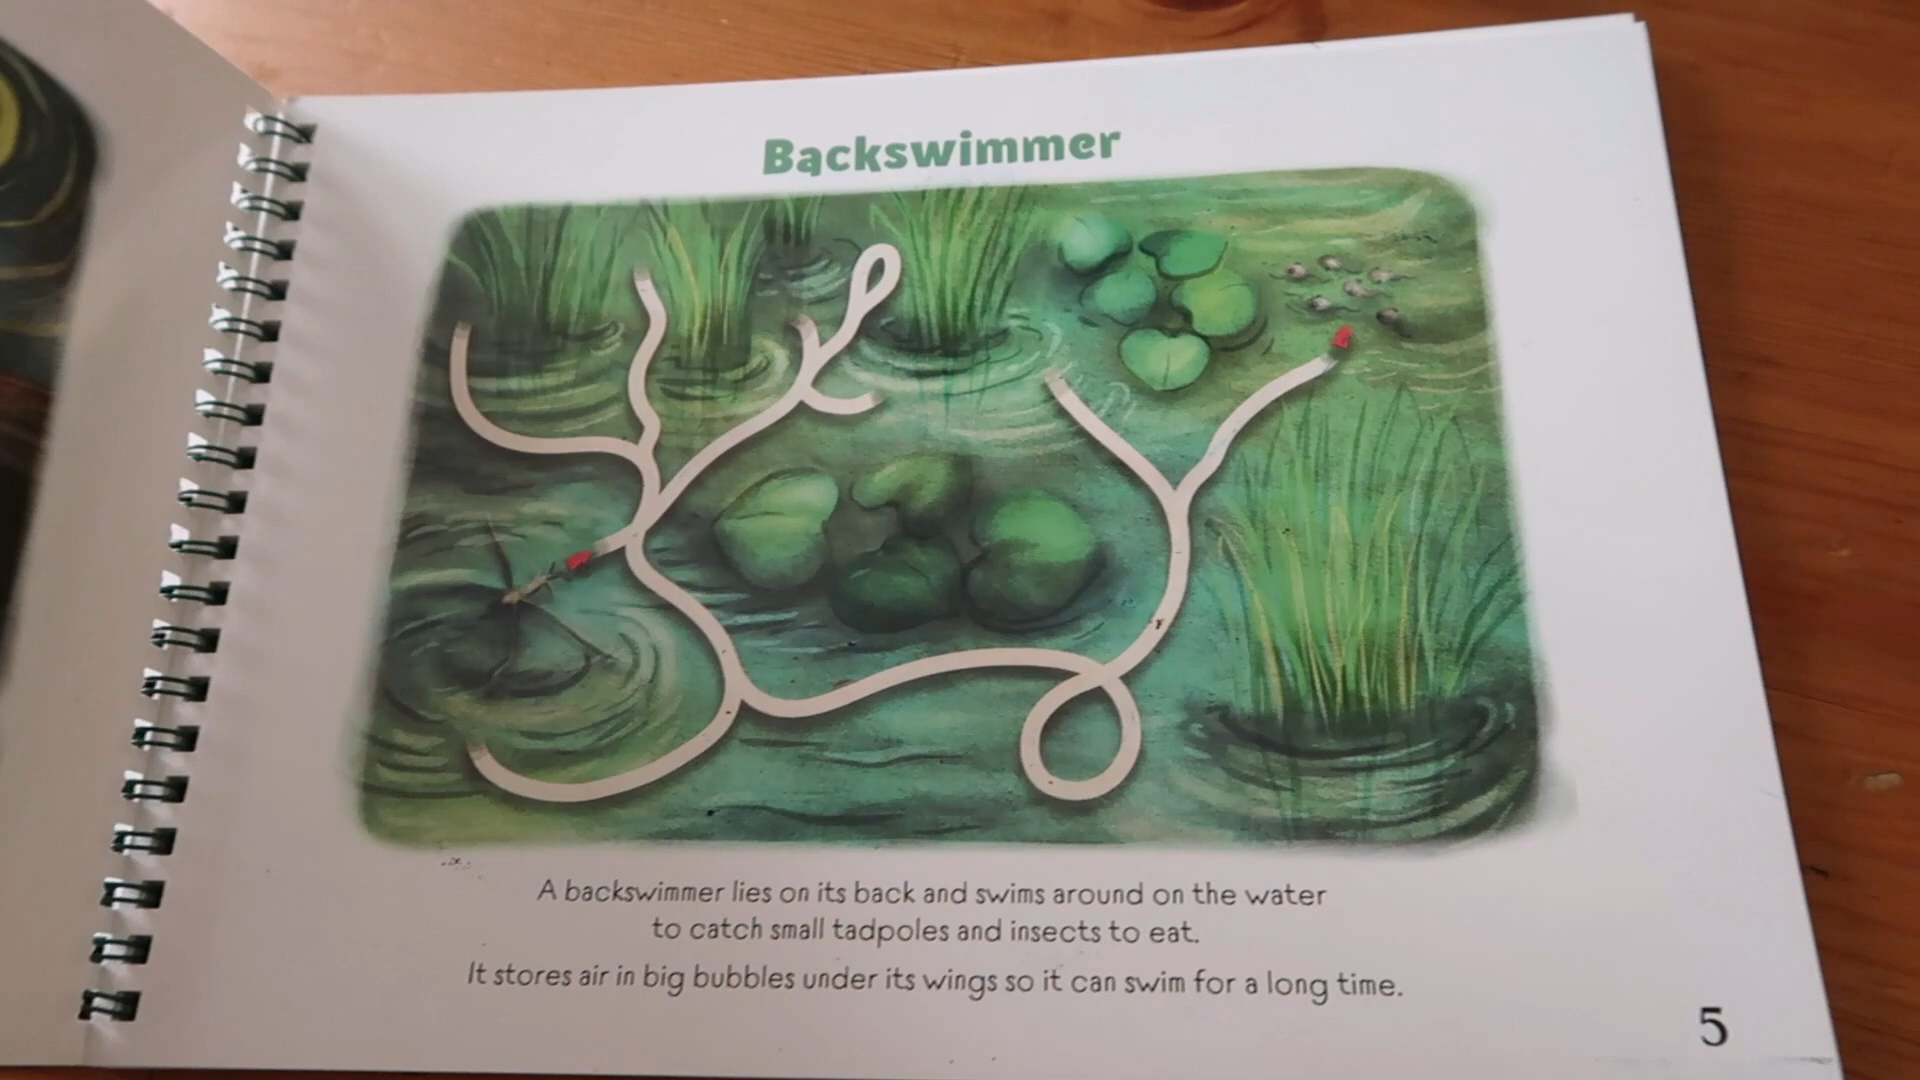 Backswimmer
A backswimmer lies on its back and swims around on the water
to catch small tadpoles and insects to eat.
It stores air in big bubbles under its wings so it can swim for a long time.
5